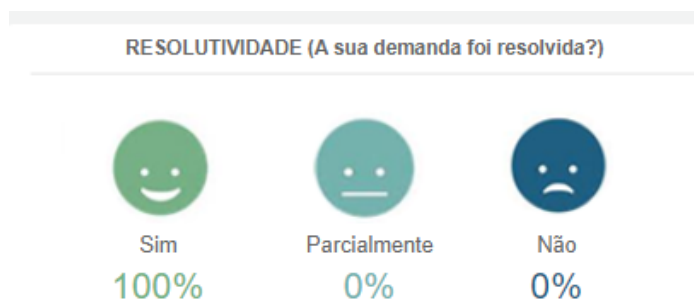 RESOLUTIVIDADE (A sua demanda foi resolvida?)
Sim Parcialmente Não
100% 0% 0%